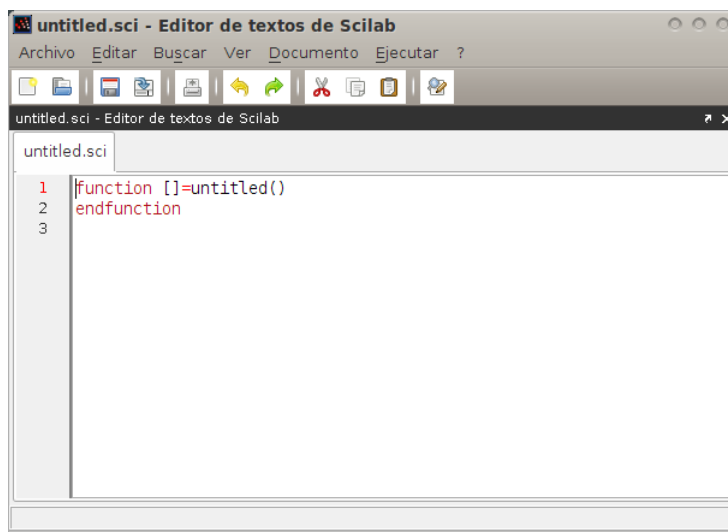 untitled.sci - Editor de textos de Scilab
Archivo Editar Buscar Ver Documento Ejecutar ?
untitled.sci - Editor de textos de Scilab
untitled.sci
1 function []=untitled()
2 endfunction
3